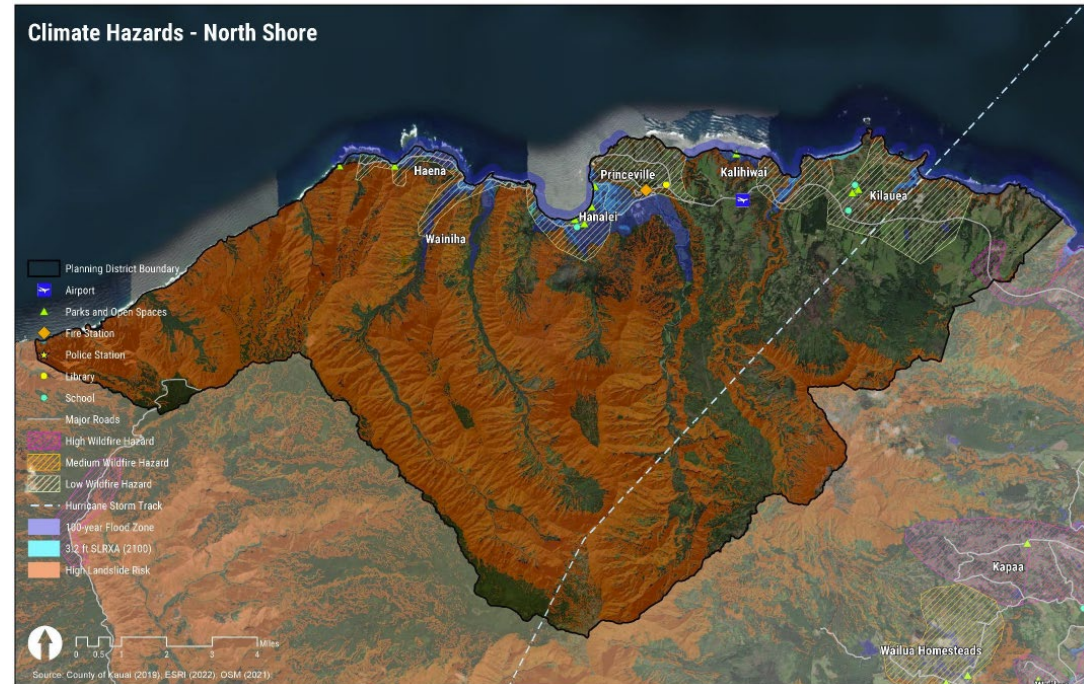 Climate Hazards - North Shore
Haena
Princeville
Kalihiwai
Kilauea
Hanalei
Wainiha
Planning District Boundary
Airport
Parks and Open Spaces
Fire Station
Police Station
Library
School
Major Roads
High Wildfire Hazard
Medium Wildfire Hazard
Low Wildfire Hazard
Hurricane Storm Track
100-year Flood Zone
3.2 ft SLRXA (2100)
High Landslide Risk
Kapaa
Wailua Homesteads
Miles
0 0.5 1 2 3 4
Source: County of Kauai (2019), ESRI (2022), OSM (2021)